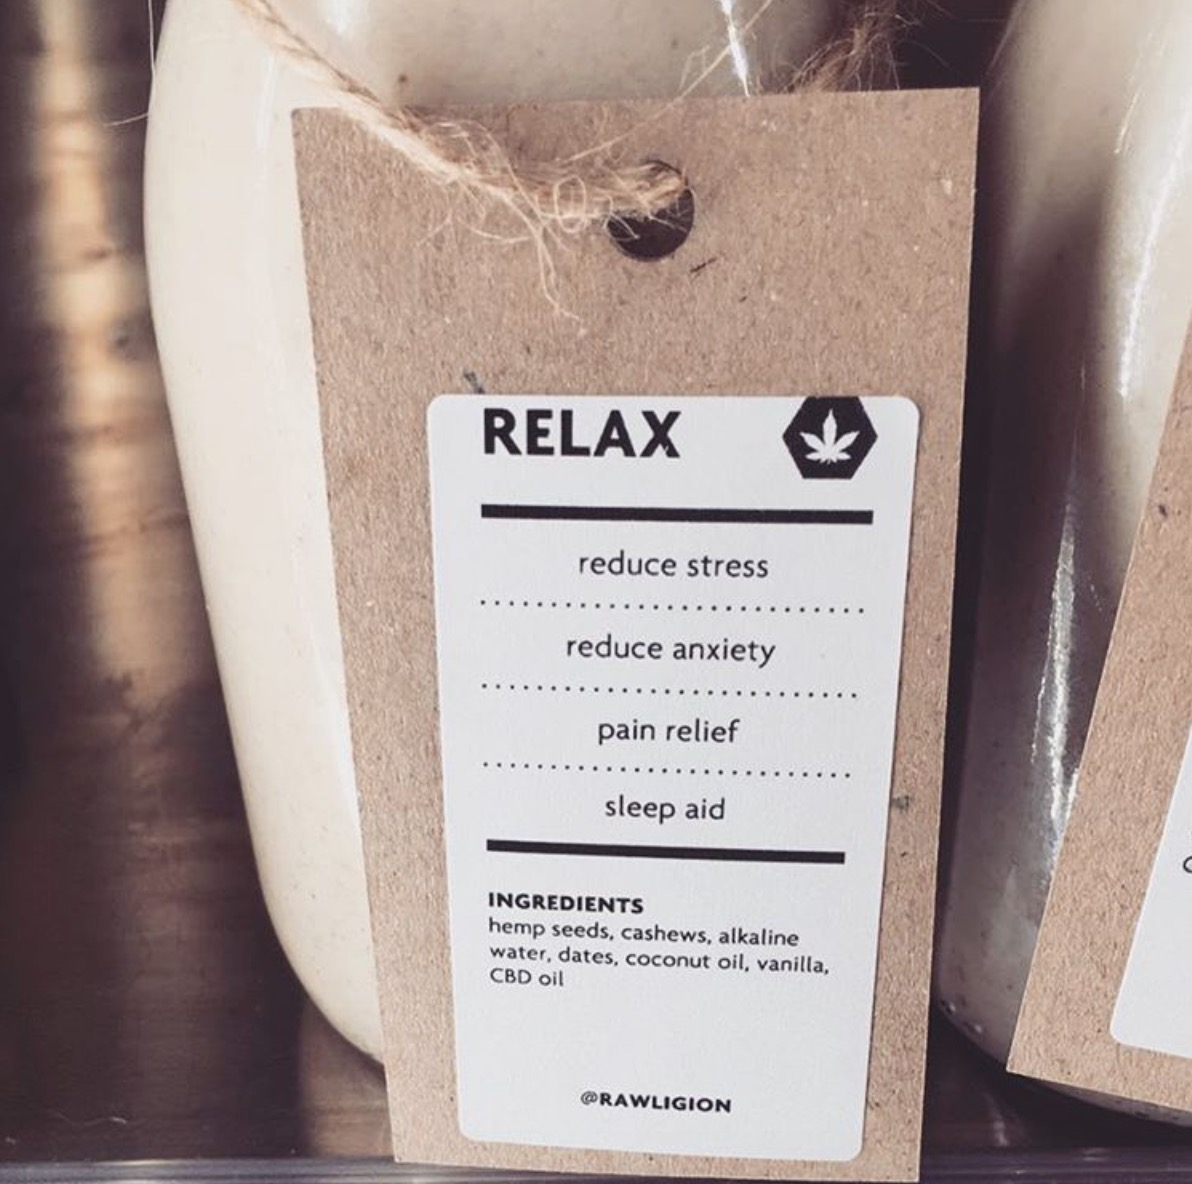 RELAX
reduce stress
reduce anxiety
pain relief
sleep aid
INGREDIENTS
hemp seeds, cashews, alkaline
water, dates, coconut oil, vanilla,
CBD oil
@RAWLIGION